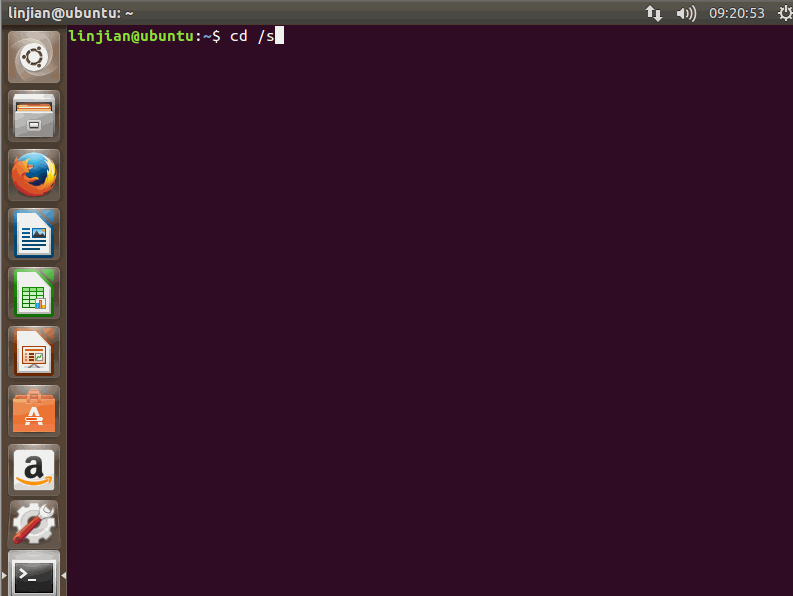 linjian@ubuntu: ~
09:20:53
linjian@ubuntu:~$ cd /s
A
a
>_